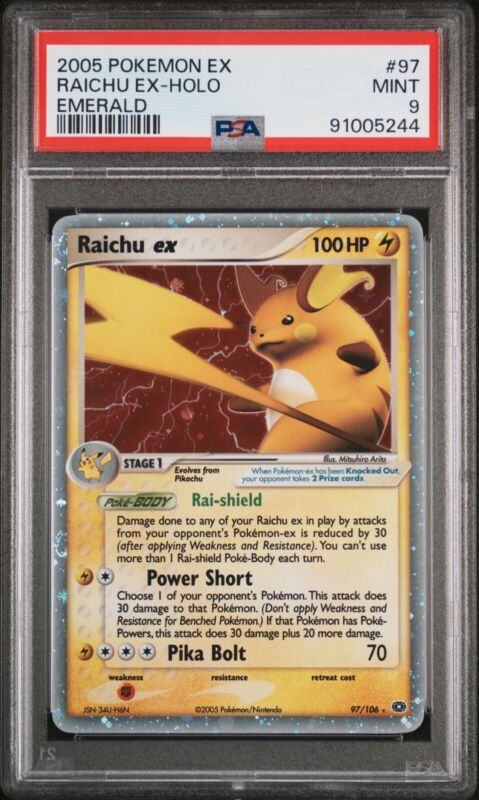 2005 POKEMON EX #97
RAICHU EX-HOLO MINT
EMERALD 9
PSA 91005244
Raichu ex 100 HP
STAGE 1
Evolves from
Pikachu
Illus. Mitsuhiro Arita
When Pokémon-ex has been Knocked Out,
your opponent takes 2 Prize cards.
Poké-BODY Rai-shield
Damage done to any of your Raichu ex in play by attacks
from your opponent's Pokémon-ex is reduced by 30
(after applying Weakness and Resistance). You can't use
more than 1 Rai-shield Poké-Body each turn.
Power Short
Choose 1 of your opponent's Pokémon. This attack does
30 damage to that Pokémon. (Don't apply Weakness and
Resistance for Benched Pokémon.) If that Pokémon has Poké-
Powers, this attack does 30 damage plus 20 more damage.
Pika Bolt 70
weakness resistance retreat cost
JSN-34U-H6N ©2005 Pokémon/Nintendo 97/106